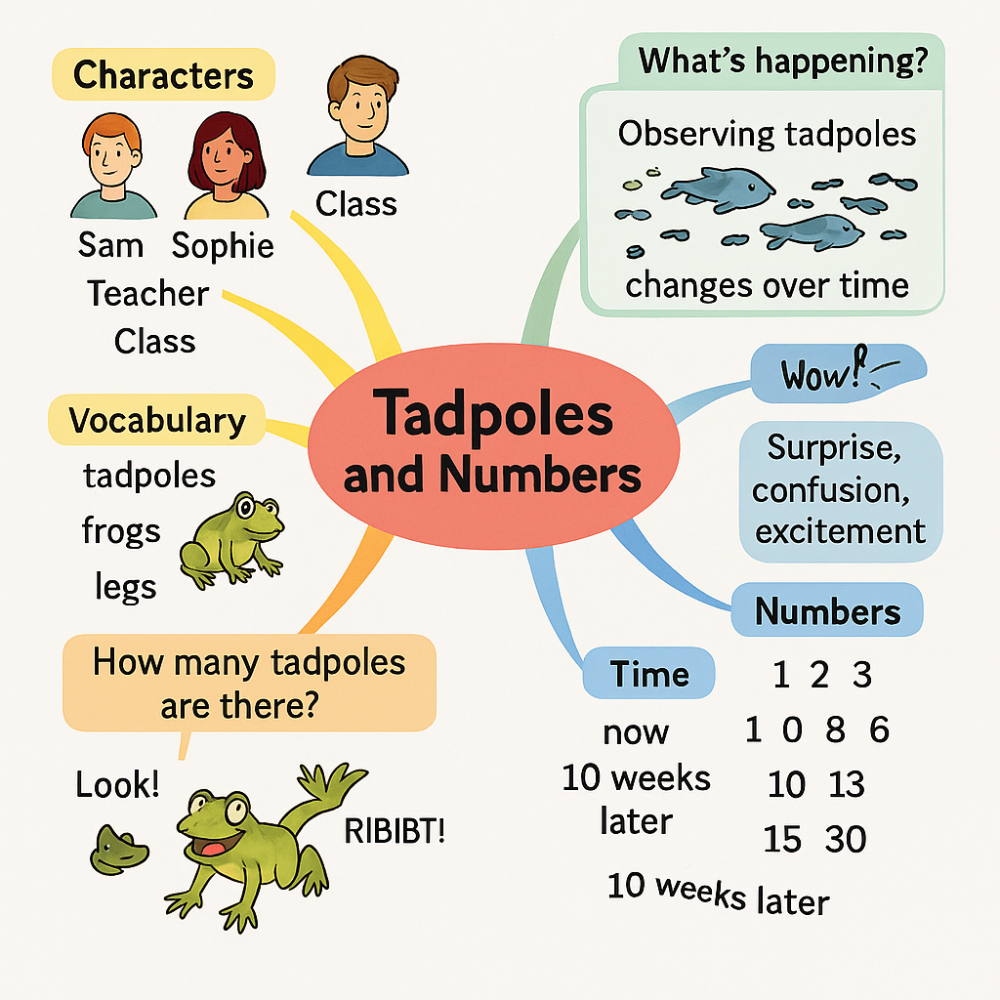 Characters
Sam Sophie
Class
Teacher
Class
What's happening?
Observing tadpoles
changes over time
Tadpoles
and Numbers
Wow!
Surprise,
confusion,
excitement
Vocabulary
tadpoles
frogs
legs
How many tadpoles
are there?
Look!
RIBIBT!
Time
now
10 weeks
later
Numbers
1 2 3
1 0 8 6
10 13
15 30
10 weeks later